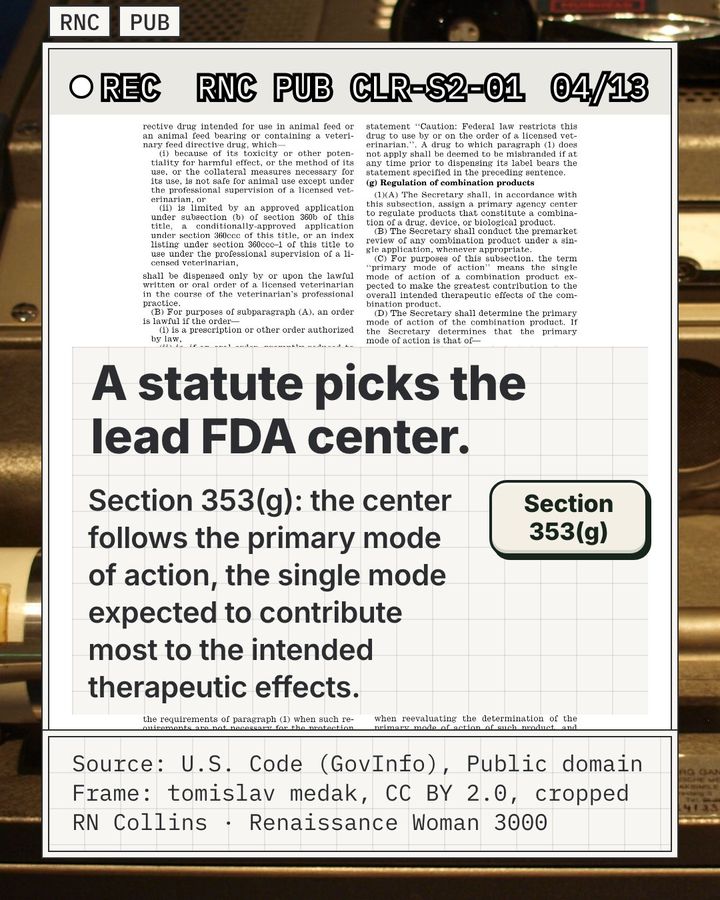 RNC PUB
REC RNC PUB CLR-S2-01 04/13
rective drug intended for use in animal feed or
an animal feed bearing or containing a veteri-
nary feed directive drug, which—
(i) because of its toxicity or other poten-
tiality for harmful effect, or the method of its
use, or the collateral measures necessary for
its use, is not safe for animal use except under
the professional supervision of a licensed vet-
erinarian, or
(ii) is limited by an approved application
under subsection (b) of section 360b of this
title, a conditionally-approved application
under section 360ccc of this title, or an index
listing under section 360ccc–1 of this title to
use under the professional supervision of a li-
censed veterinarian,
shall be dispensed only by or upon the lawful
written or oral order of a licensed veterinarian
in the course of the veterinarian's professional
practice.
(B) For purposes of subparagraph (A), an order
is lawful if the order—
(i) is a prescription or other order authorized
by law,
statement "Caution: Federal law restricts this
drug to use by or on the order of a licensed vet-
erinarian.". A drug to which paragraph (1) does
not apply shall be deemed to be misbranded if at
any time prior to dispensing its label bears the
statement specified in the preceding sentence.
(g) Regulation of combination products
(1)(A) The Secretary shall, in accordance with
this subsection, assign a primary agency center
to regulate products that constitute a combina-
tion of a drug, device, or biological product.
(B) The Secretary shall conduct the premarket
review of any combination product under a sin-
gle application, whenever appropriate.
(C) For purposes of this subsection, the term
"primary mode of action" means the single
mode of action of a combination product ex-
pected to make the greatest contribution to the
overall intended therapeutic effects of the com-
bination product.
(D) The Secretary shall determine the primary
mode of action of the combination product. If
the Secretary determines that the primary
mode of action is that of—
A statute picks the
lead FDA center.
Section 353(g): the center
follows the primary mode
of action, the single mode
expected to contribute
most to the intended
therapeutic effects.
Section
353(g)
the requirements of paragraph (1) when such re-
quirements are not necessary for the protection
when reevaluating the determination of the
primary mode of action of such product, and
Source: U.S. Code (GovInfo), Public domain
Frame: tomislav medak, CC BY 2.0, cropped
RN Collins · Renaissance Woman 3000